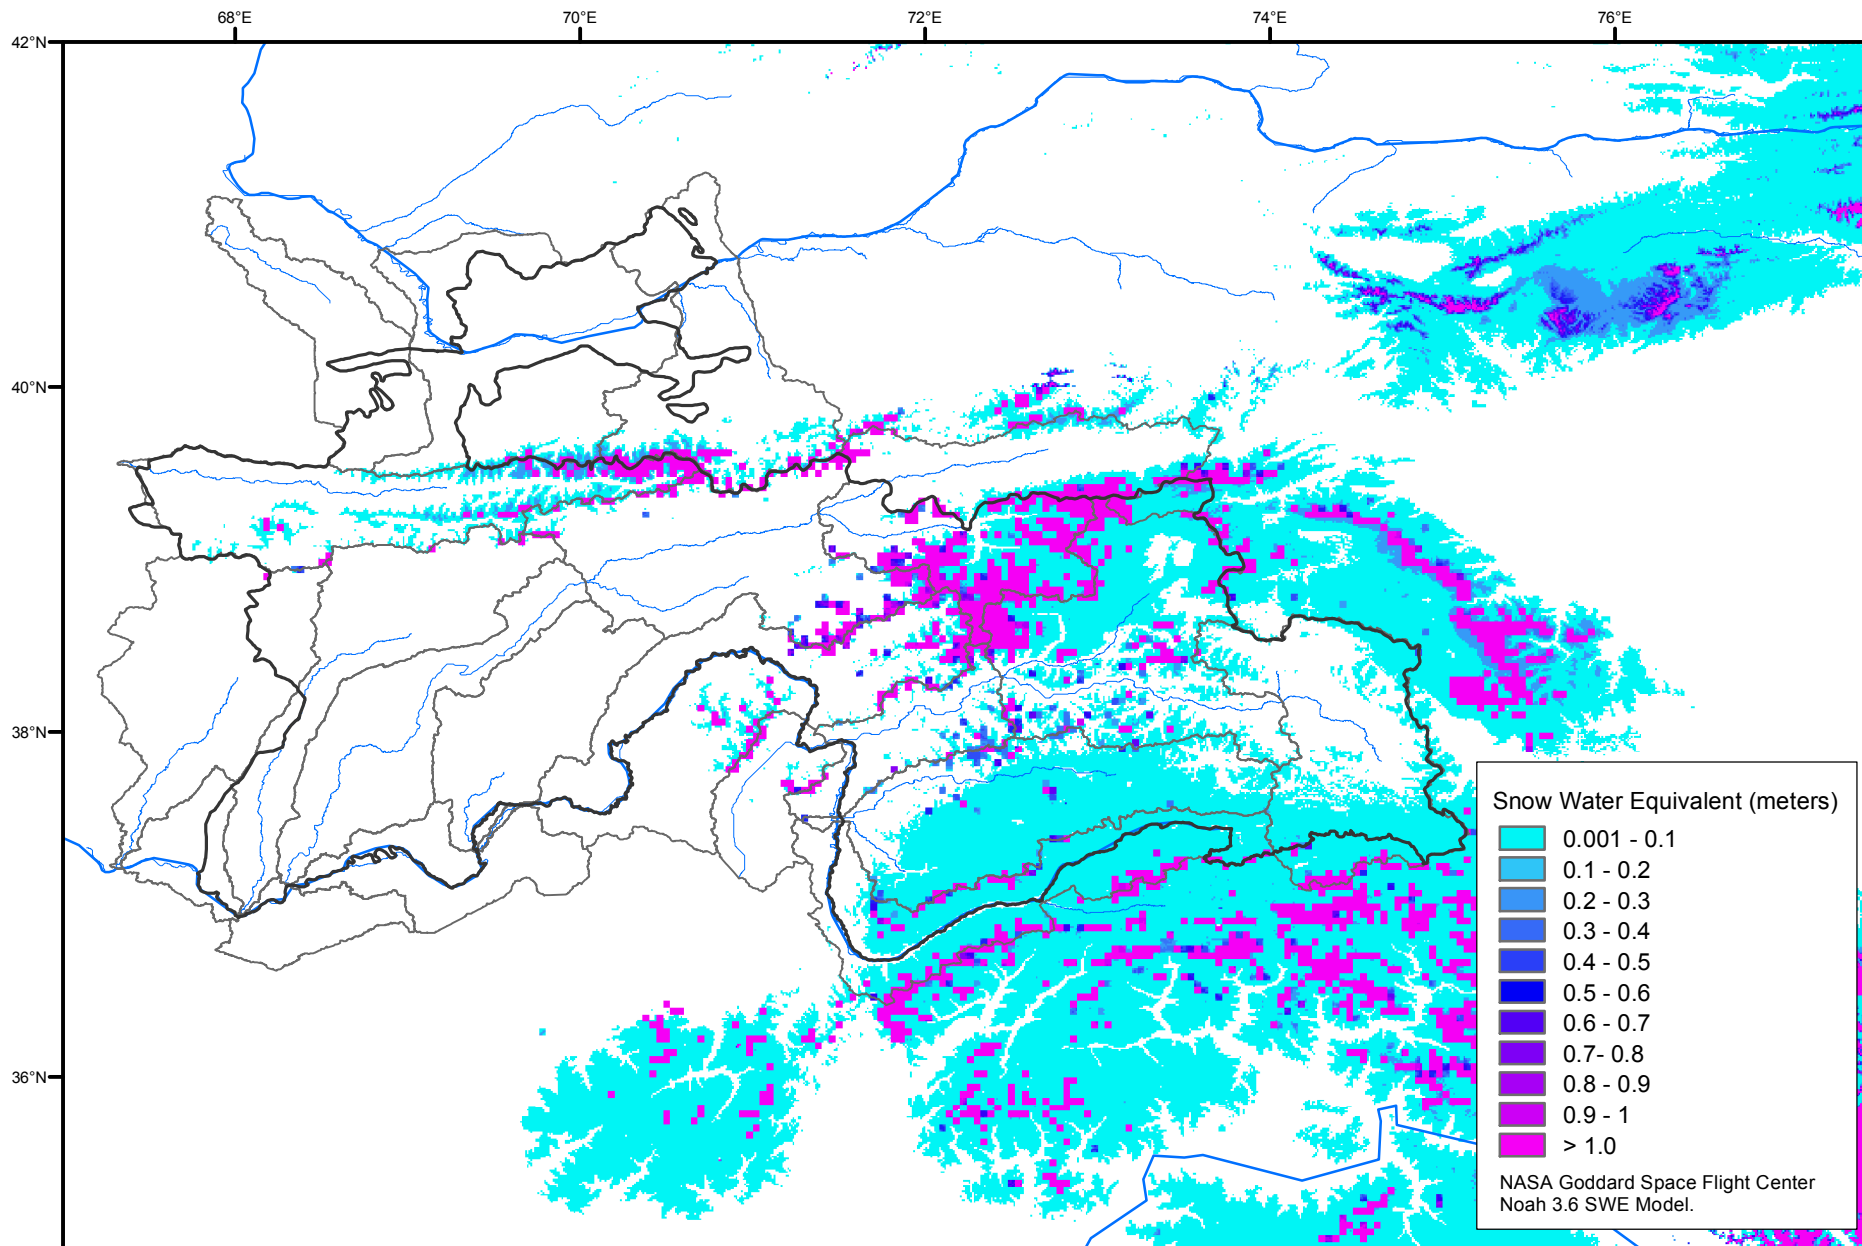 68°E 70°E 72°E 74°E 76°E
42°N
40°N
38°N
36°N
Snow Water Equivalent (meters)
0.001 - 0.1
0.1 - 0.2
0.2 - 0.3
0.3 - 0.4
0.4 - 0.5
0.5 - 0.6
0.6 - 0.7
0.7- 0.8
0.8 - 0.9
0.9 - 1
> 1.0
NASA Goddard Space Flight Center
Noah 3.6 SWE Model.